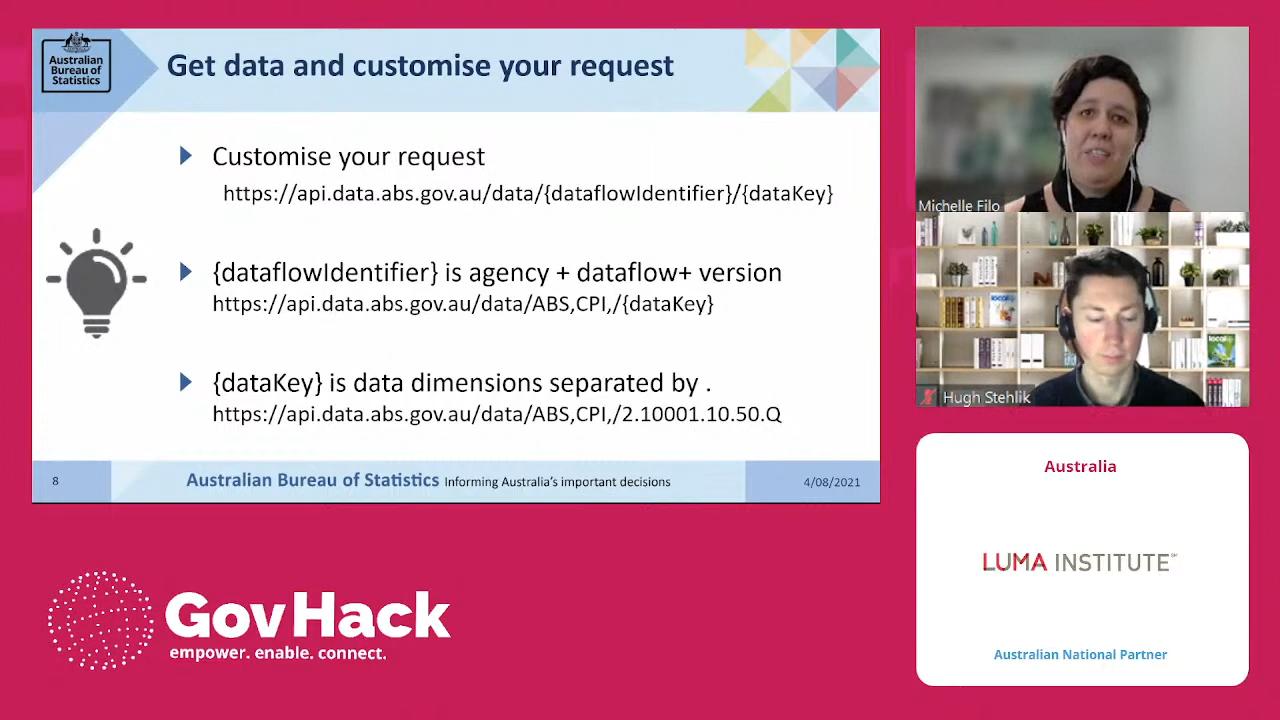 Australian
Bureau of
Statistics
Get data and customise your request
Customise your request
https://api.data.abs.gov.au/data/{dataflowIdentifier}/{dataKey}
{dataflowIdentifier} is agency + dataflow+ version
https://api.data.abs.gov.au/data/ABS,CPI,/{dataKey}
{dataKey} is data dimensions separated by .
https://api.data.abs.gov.au/data/ABS,CPI,/2.10001.10.50.Q
8
Australian Bureau of Statistics Informing Australia's important decisions
4/08/2021
Michelle Filo
local
local
Hugh Stehlik
Australia
LUMA INSTITUTE SM
Australian National Partner
GovHack
empower. enable. connect.